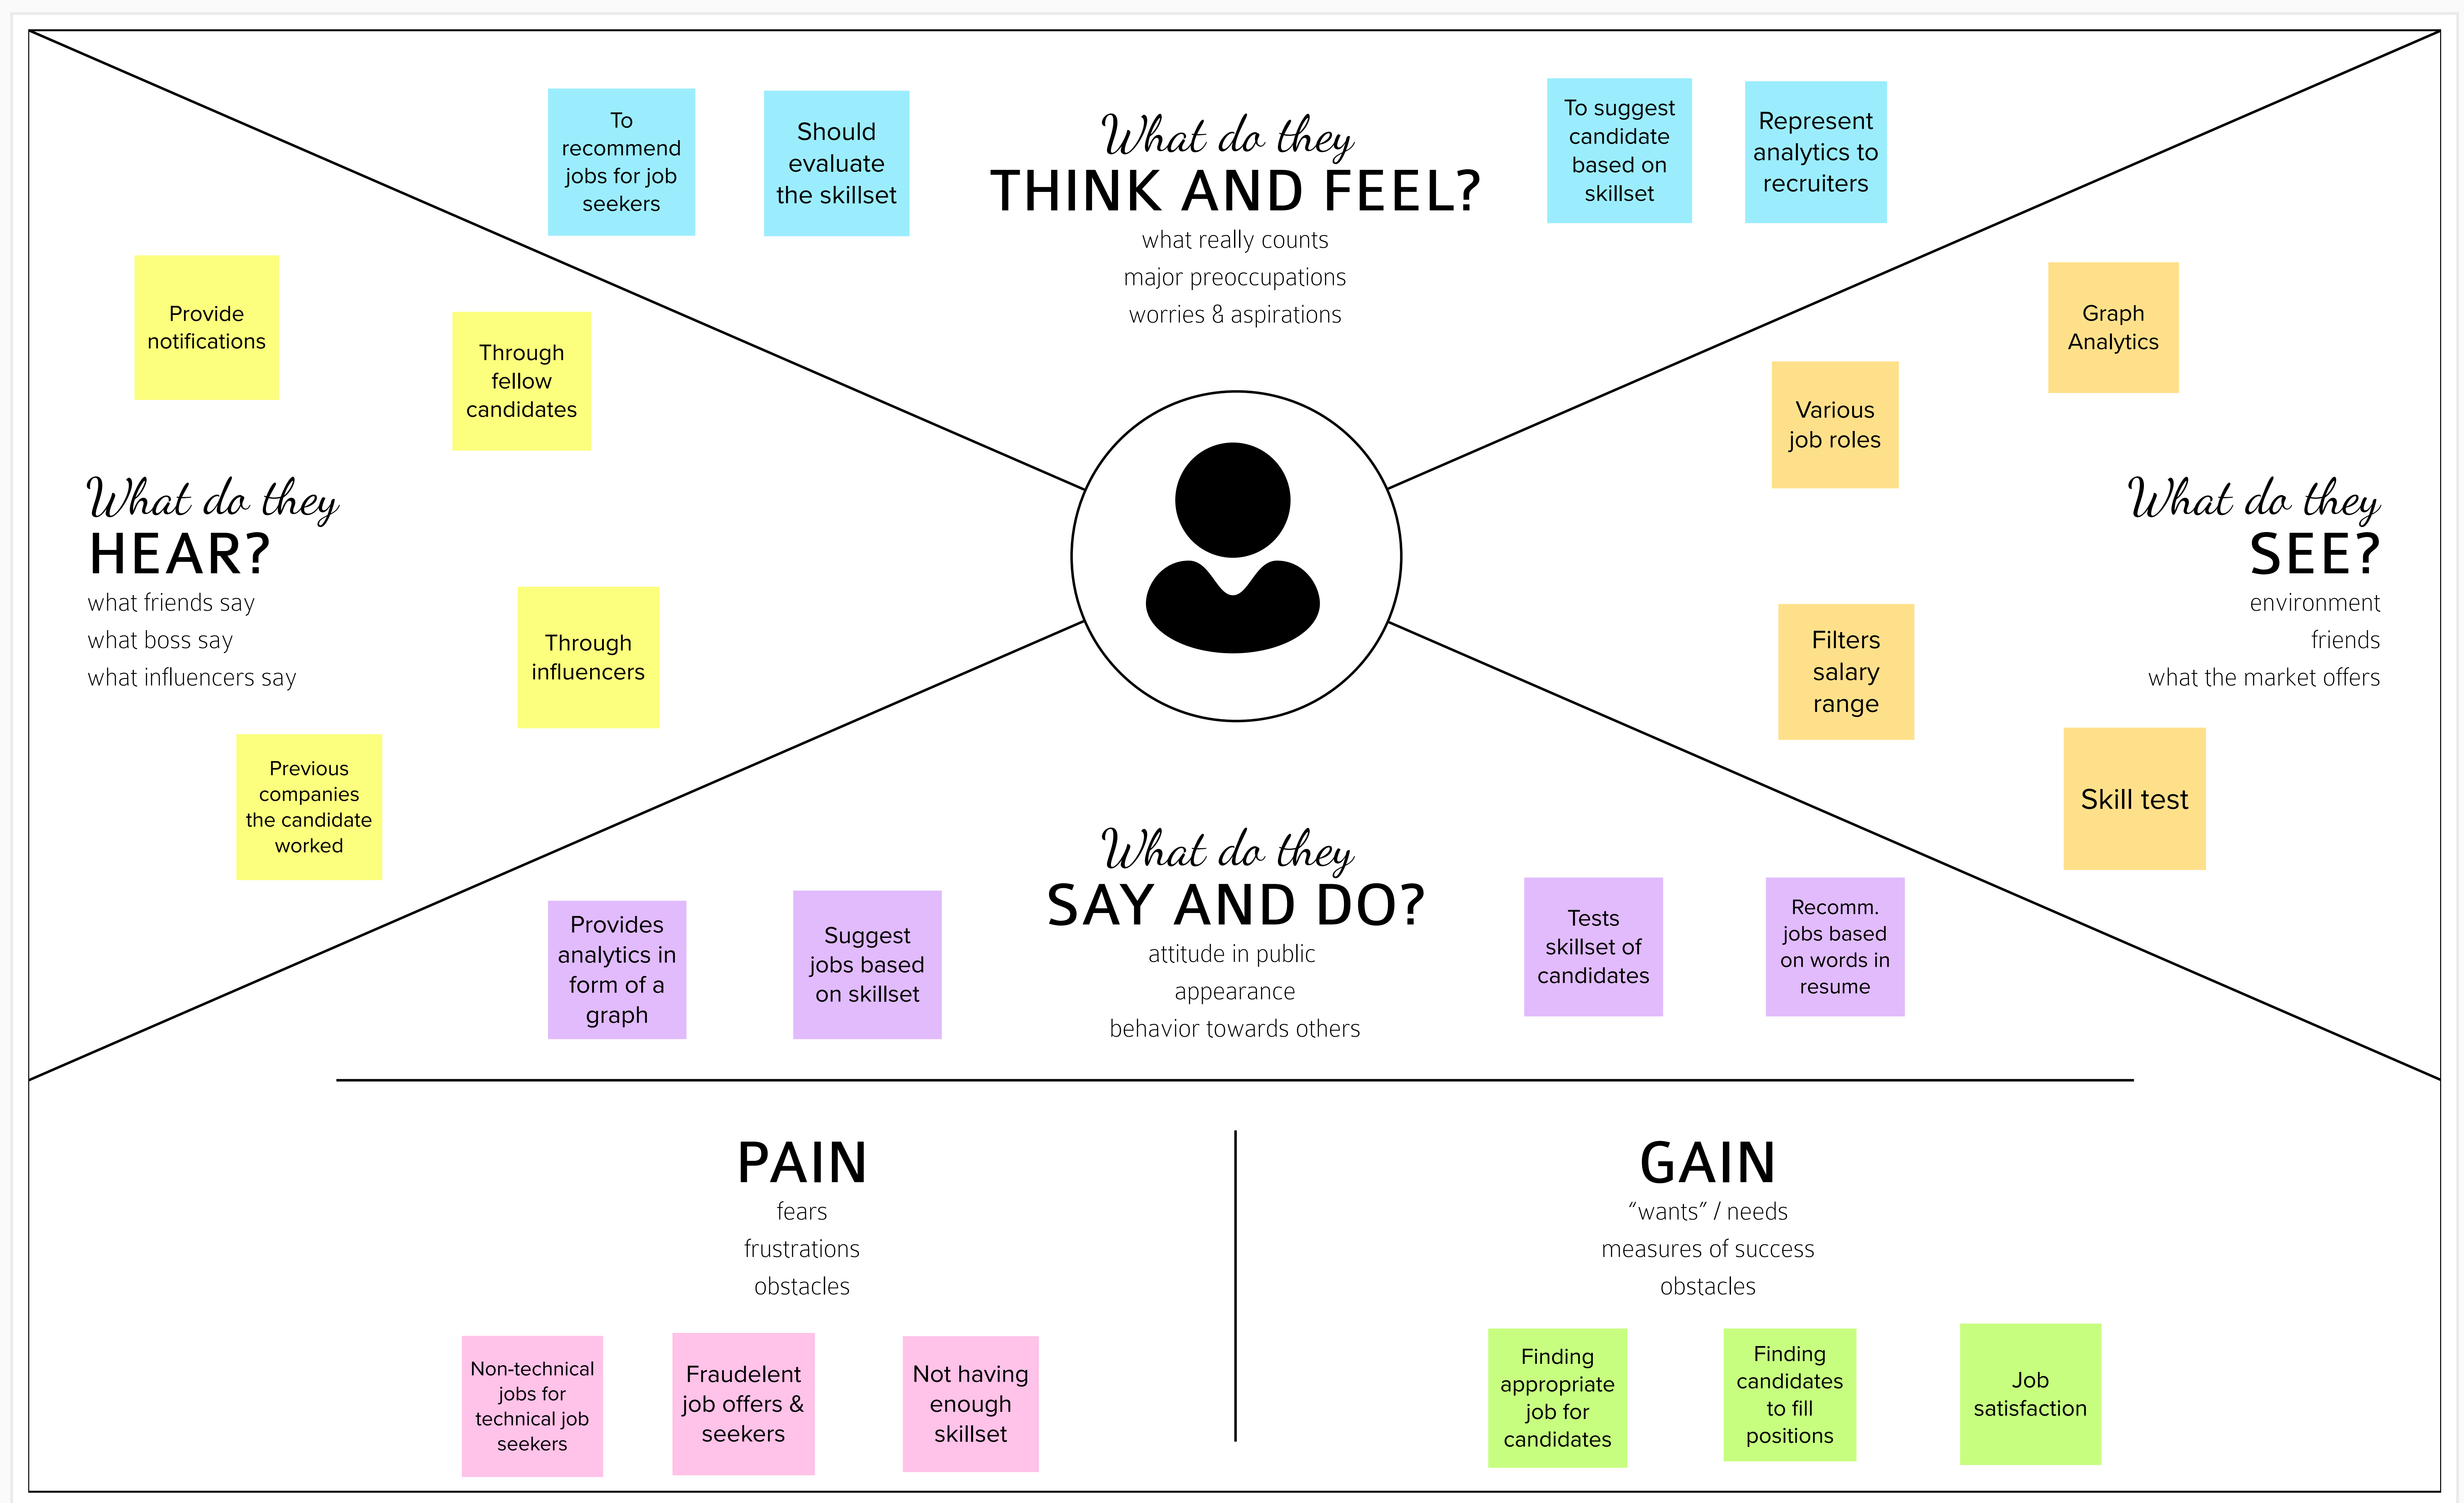 To
recommend
jobs for job
seekers
Should
evaluate
the skillset
What do they
THINK AND FEEL?
what really counts
major preoccupations
worries & aspirations
To suggest
candidate
based on
skillset
Represent
analytics to
recruiters
Provide
notifications
Through
fellow
candidates
What do they
HEAR?
what friends say
what boss say
what influencers say
Through
influencers
Previous
companies
the candidate
worked
Graph
Analytics
Various
job roles
What do they
SEE?
environment
friends
what the market offers
Filters
salary
range
Skill test
What do they
SAY AND DO?
attitude in public
appearance
behavior towards others
Provides
analytics in
form of a
graph
Suggest
jobs based
on skillset
Tests
skillset of
candidates
Recomm.
jobs based
on words in
resume
PAIN
fears
frustrations
obstacles
Non-technical
jobs for
technical job
seekers
Fraudelent
job offers &
seekers
Not having
enough
skillset
GAIN
“wants” / needs
measures of success
obstacles
Finding
appropriate
job for
candidates
Finding
candidates
to fill
positions
Job
satisfaction